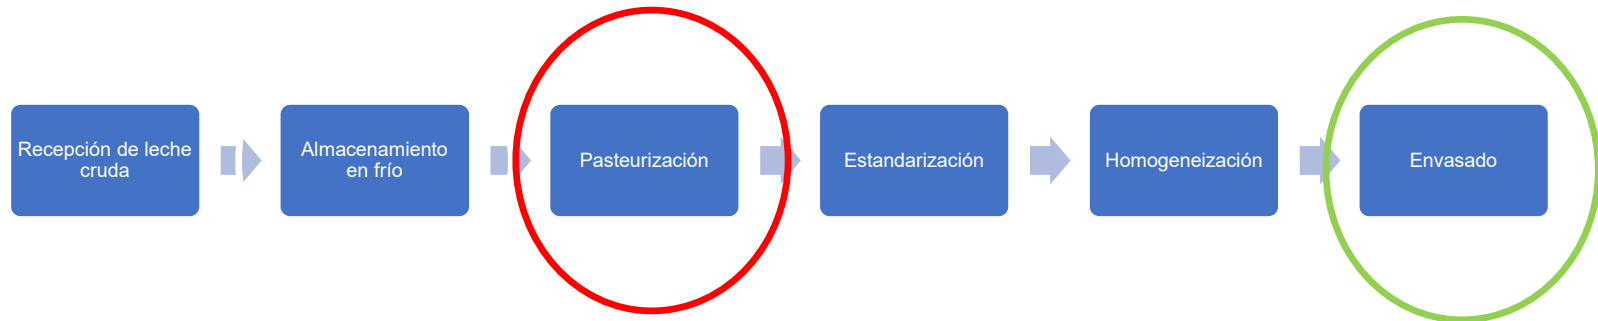 Recepción de leche
cruda
Almacenamiento
en frío
Pasteurización
Estandarización
Homogeneización
Envasado